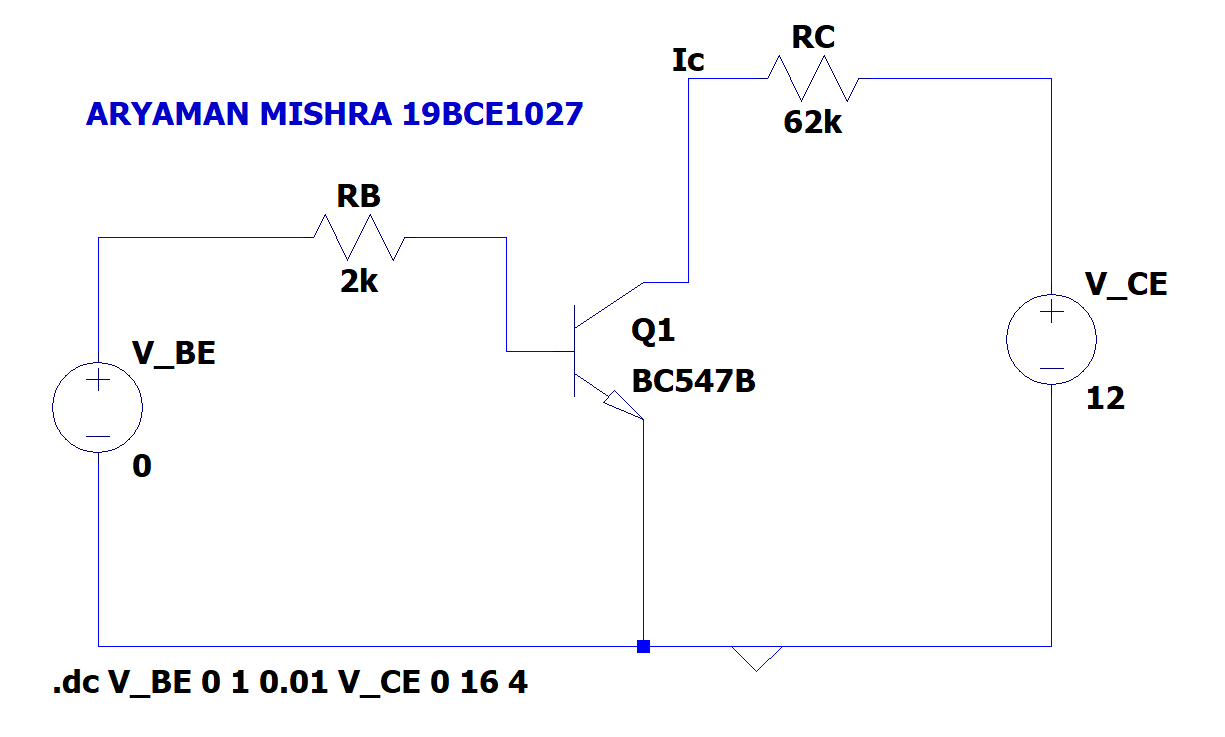 Ic
RC
62k
ARYAMAN MISHRA 19BCE1027
RB
2k
V_BE
0
Q1
BC547B
V_CE
12
.dc V_BE 0 1 0.01 V_CE 0 16 4